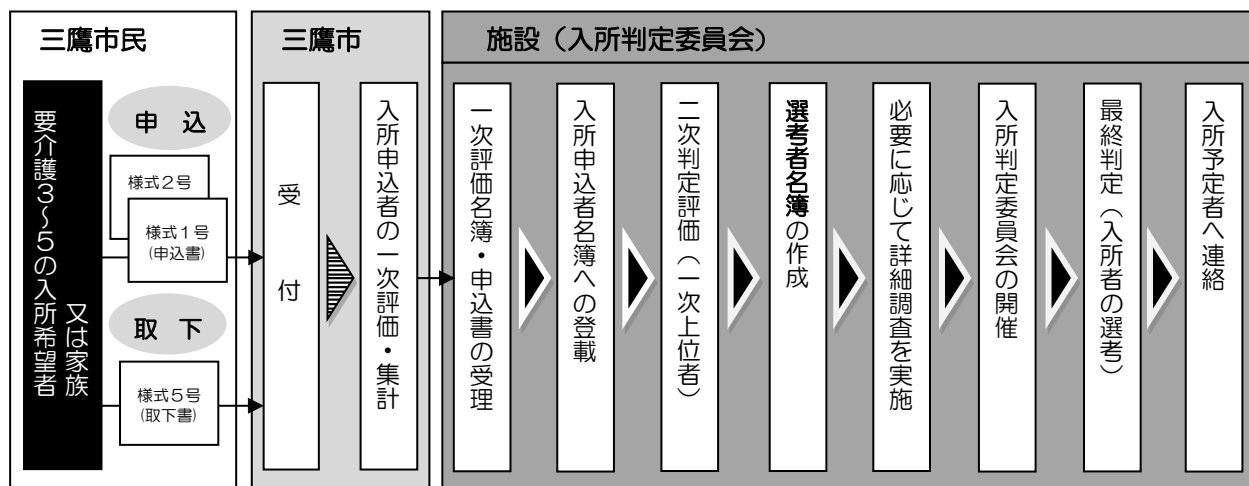 三鷹市民
要介護3～5の入所希望者
又は家族
申　込
様式2号
様式1号
(申込書)
取　下
様式5号
(取下書)
三鷹市
受　付
入所申込者の一次評価・集計
施設（入所判定委員会）
一次評価名簿・申込書の受理
入所申込者名簿への登載
二次判定評価（一次上位者）
選考者名簿の作成
必要に応じて詳細調査を実施
入所判定委員会の開催
最終判定（入所者の選考）
入所予定者へ連絡